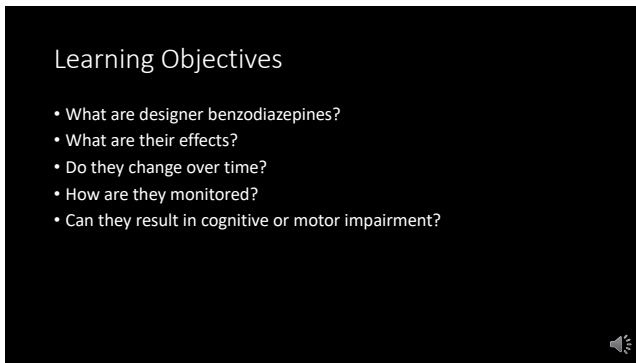 Learning Objectives
• What are designer benzodiazepines?
• What are their effects?
• Do they change over time?
• How are they monitored?
• Can they result in cognitive or motor impairment?